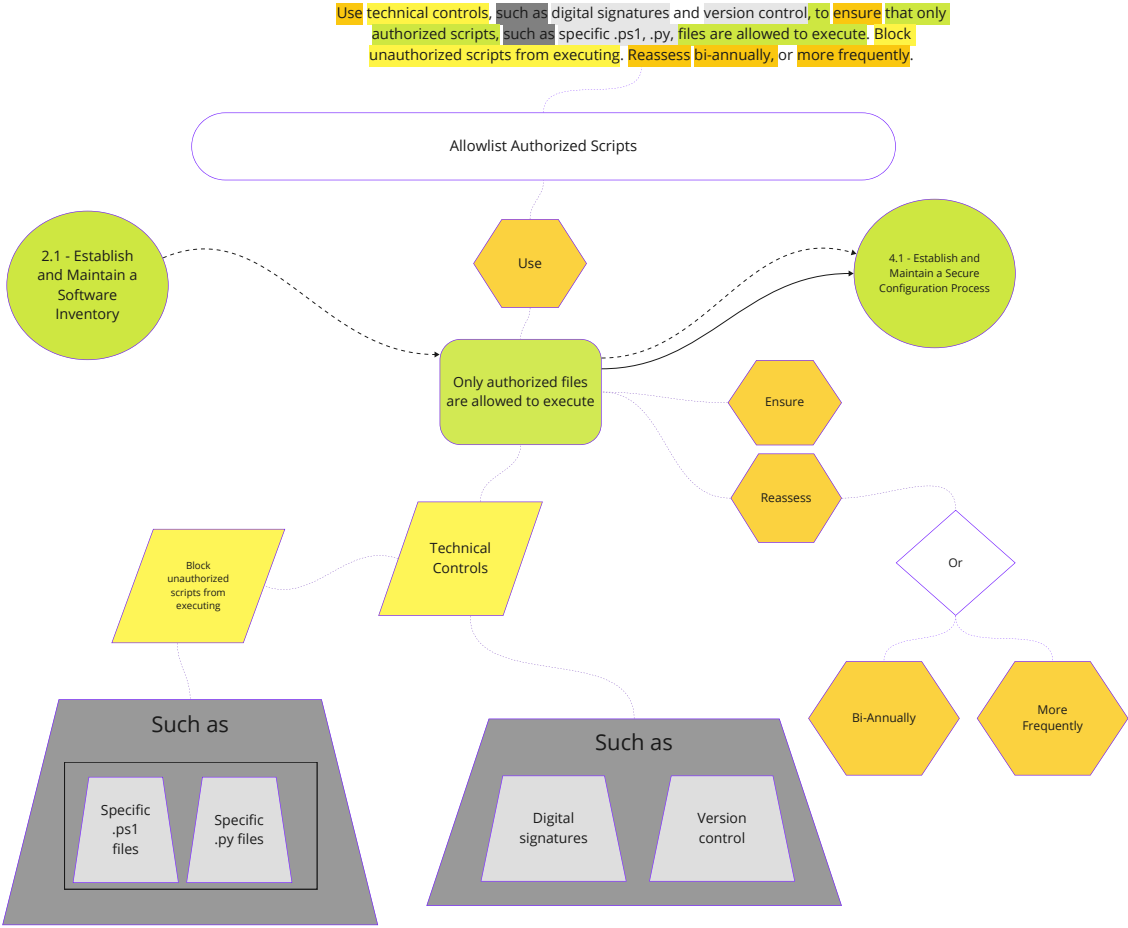 Use technical controls, such as digital signatures and version control, to ensure that only
authorized scripts, such as specific .ps1, .py, files are allowed to execute. Block
unauthorized scripts from executing. Reassess bi-annually, or more frequently.
Allowlist Authorized Scripts
2.1 - Establish
and Maintain a
Software
Inventory
Use
4.1 - Establish and
Maintain a Secure
Configuration Process
Only authorized files
are allowed to execute
Ensure
Reassess
Technical
Controls
Block
unauthorized
scripts from
executing
Or
Bi-Annually
More
Frequently
Such as
Specific
.ps1
files
Specific
.py files
Such as
Digital
signatures
Version
control